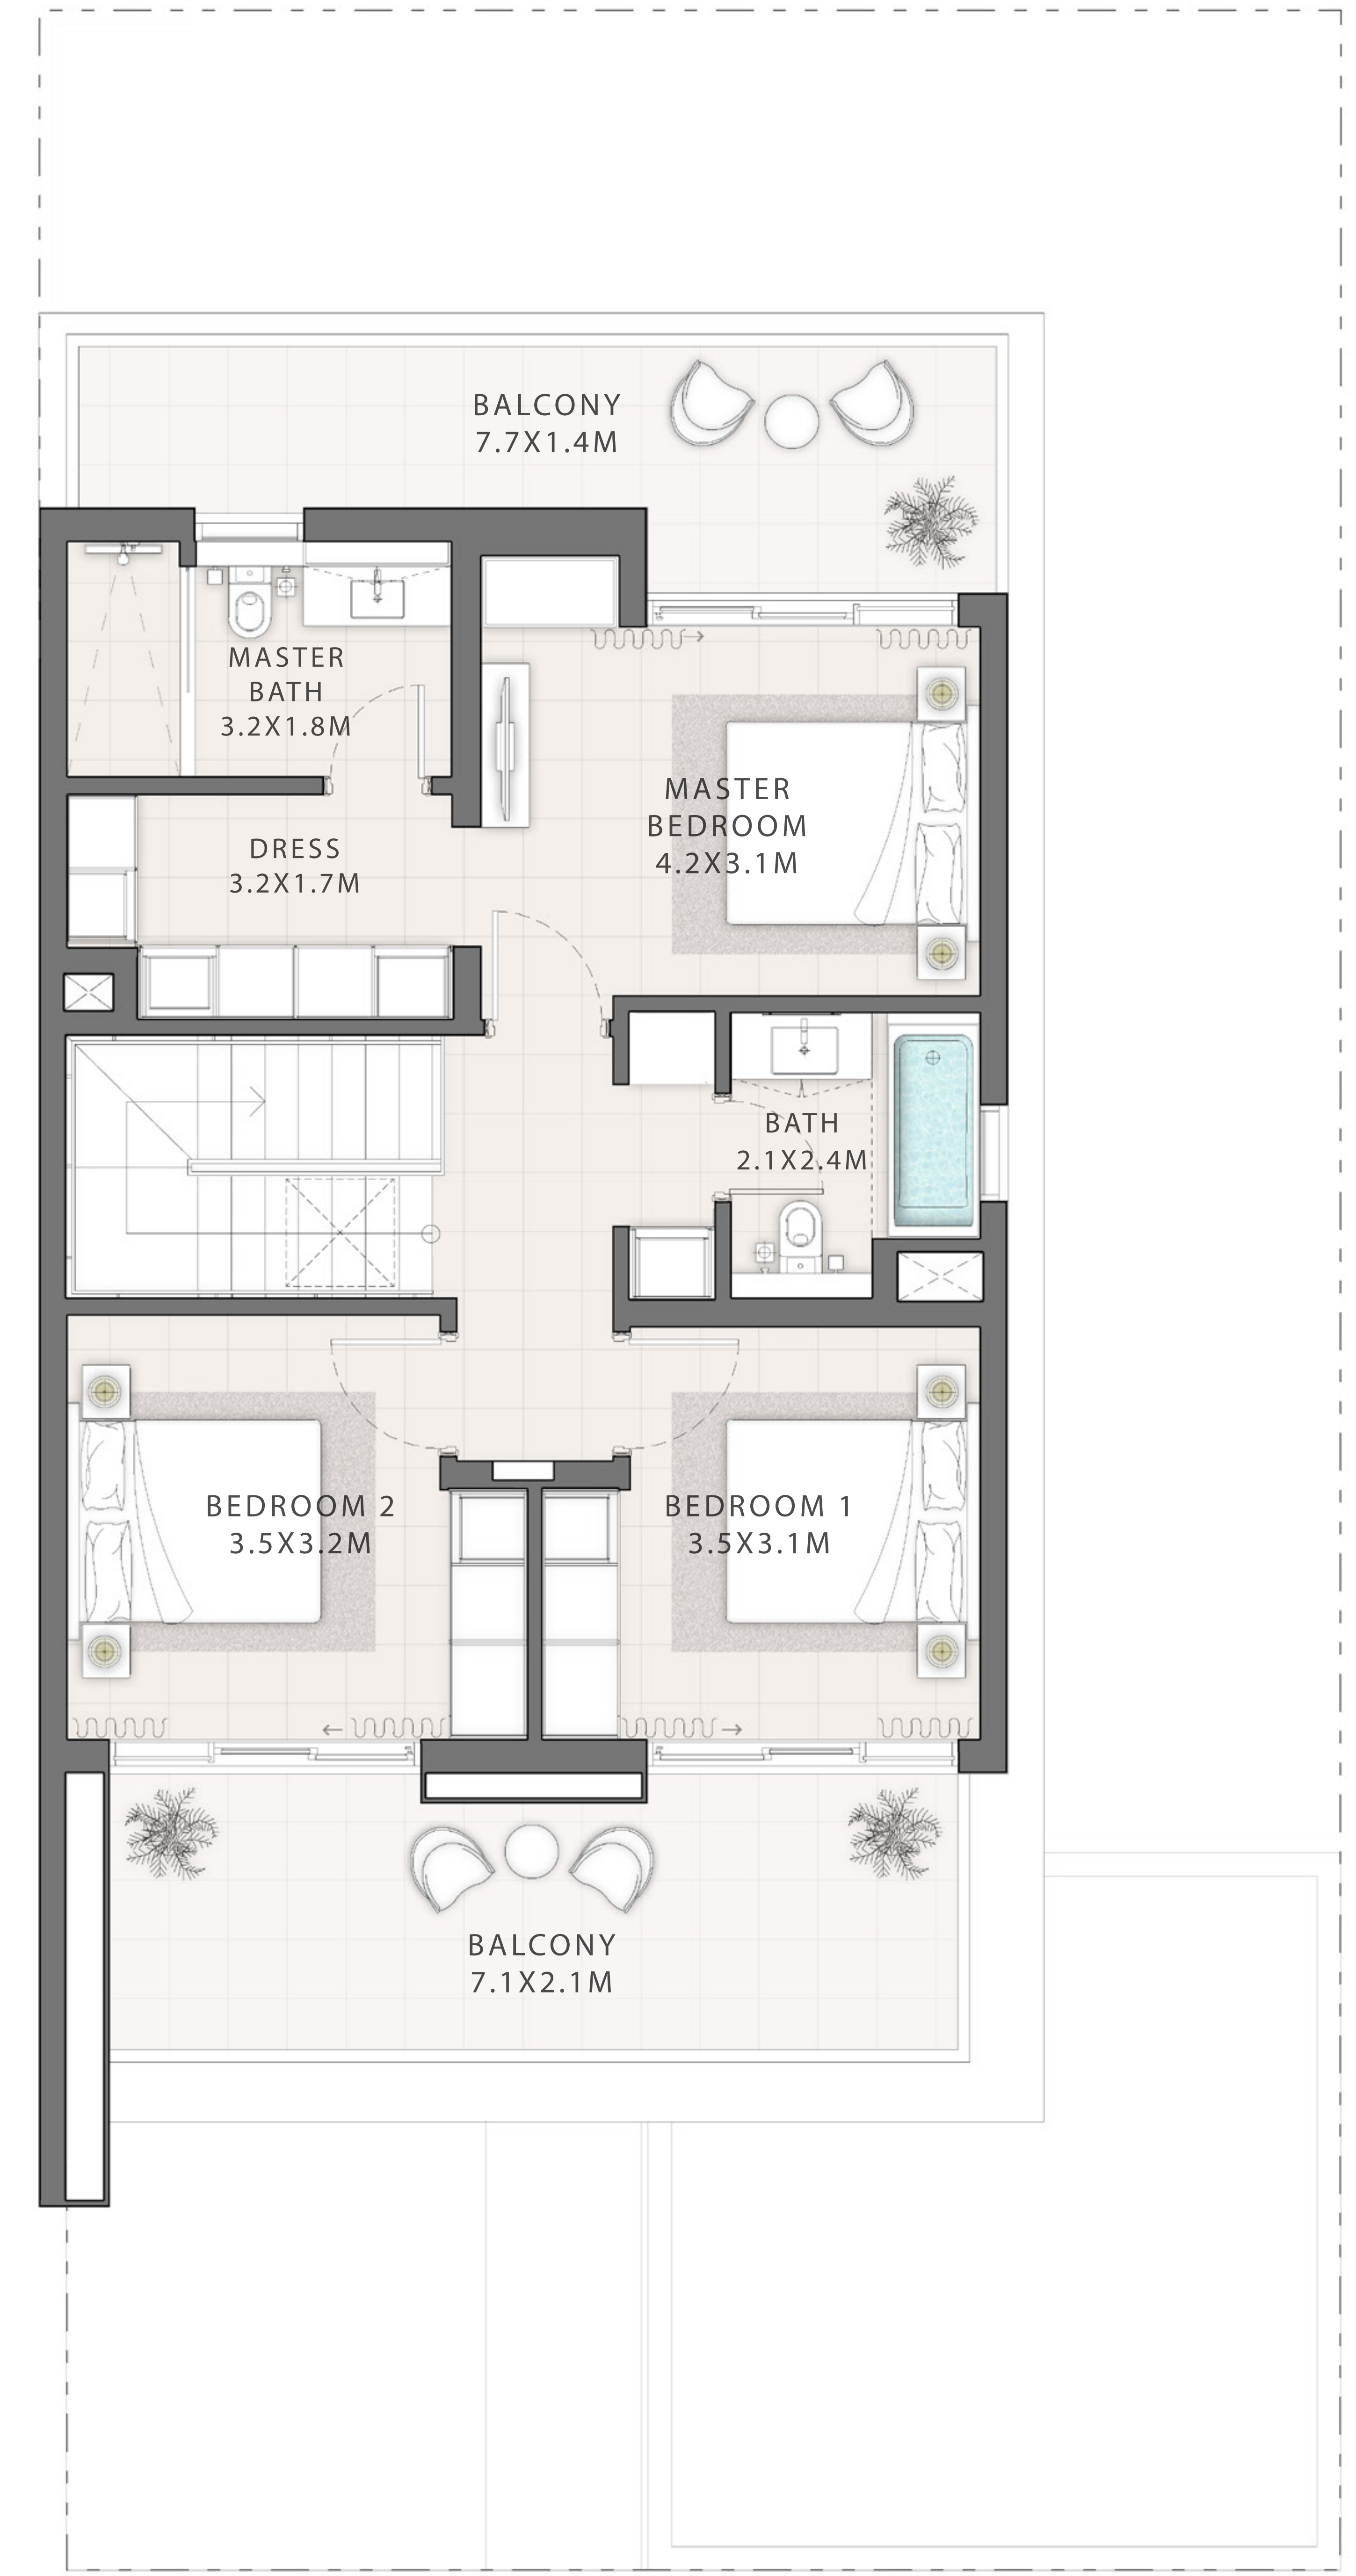 BALCONY
7.7X1.4M
MASTER
BATH
3.2X1.8M
MASTER
BEDROOM
4.2X3.1M
DRESS
3.2X1.7M
BATH
2.1X2.4M
BEDROOM 2
3.5X3.2M
BEDROOM 1
3.5X3.1M
BALCONY
7.1X2.1M